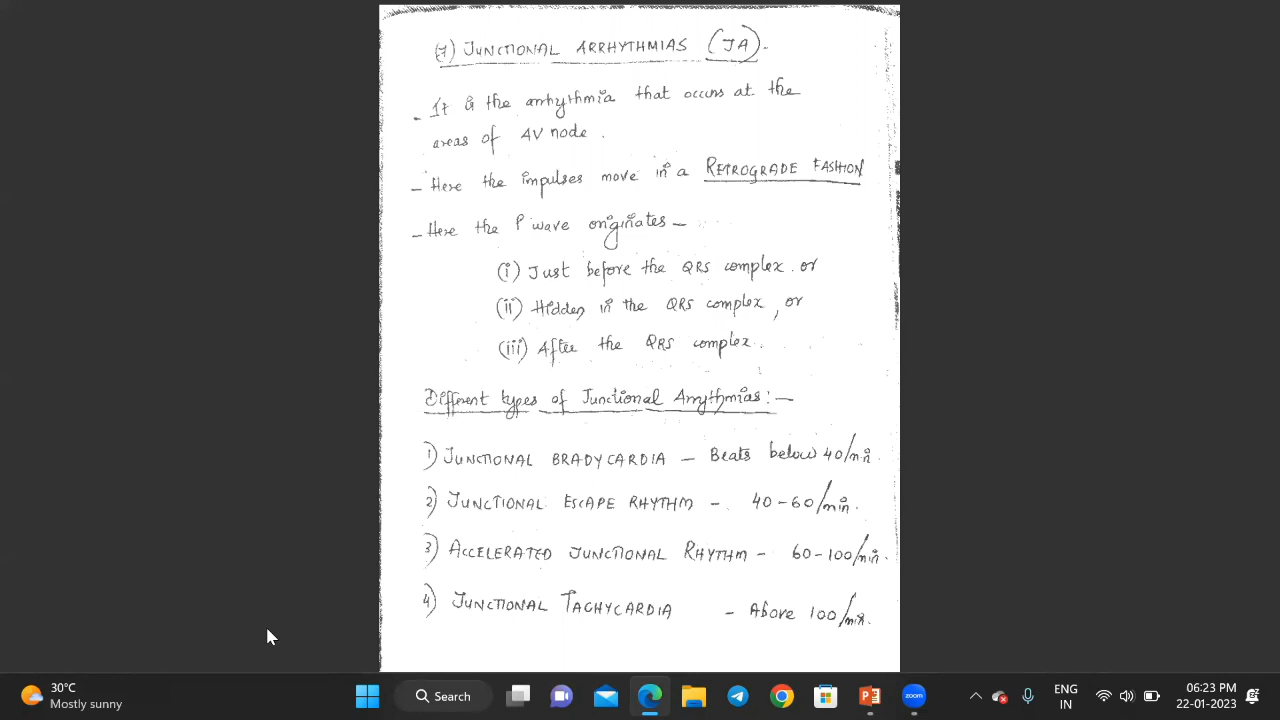 (7) JUNCTIONAL ARRHYTHMIAS (JA).
- It is the arrhythmia that occurs at the
areas of AV node.
- Here the impulses move in a RETROGRADE FASHION
- Here the P wave originates -
(i) Just before the QRS complex. or
(ii) Hidden in the QRS complex, or
(iii) After the QRS complex.
Different types of Junctional Arrythmias:-
1) JUNCTIONAL BRADYCARDIA - Beats below 40/min.
2) JUNCTIONAL ESCAPE RHYTHM - 40-60/min.
3) ACCELERATED JUNCTIONAL RHYTHM - 60-100/min.
4) JUNCTIONAL TACHYCARDIA - Above 100/min.
30°C
Mostly
Search
zoom
ENG
IN
06:23
22-01-2023